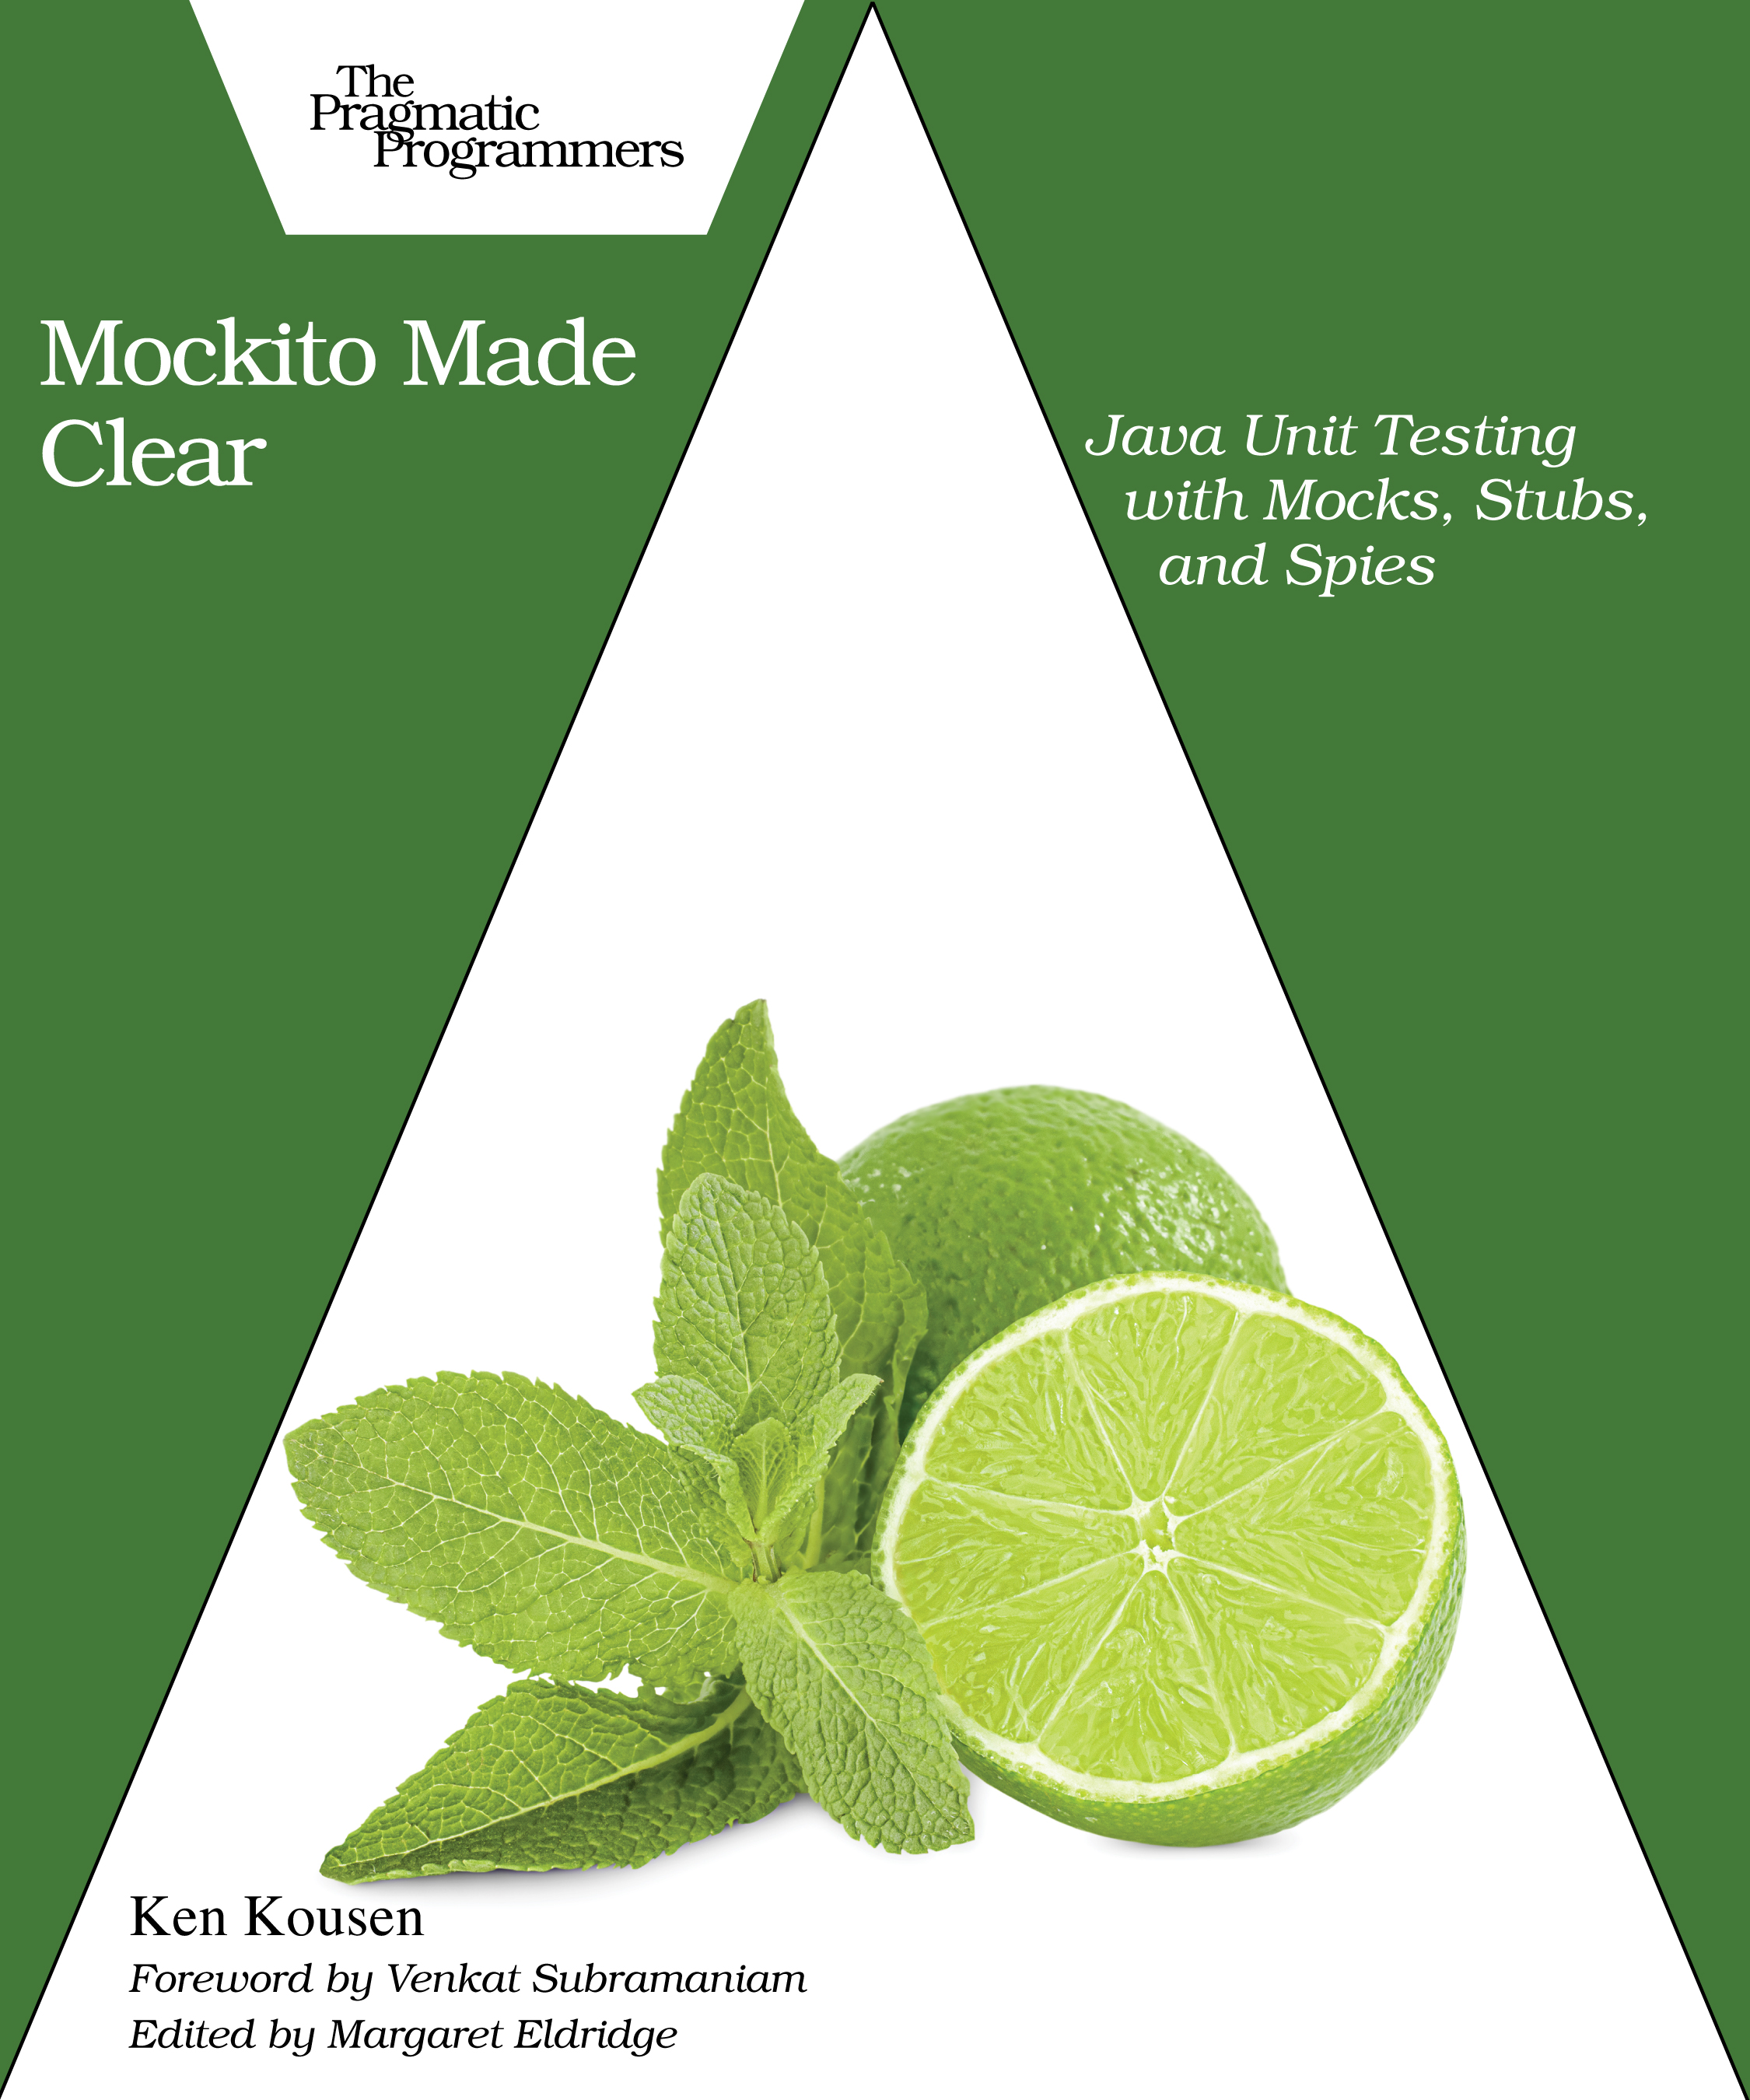 The
Pragmatic
Programmers
Mockito Made
Clear
Java Unit Testing
with Mocks, Stubs,
and Spies
Ken Kousen
Foreword by Venkat Subramaniam
Edited by Margaret Eldridge